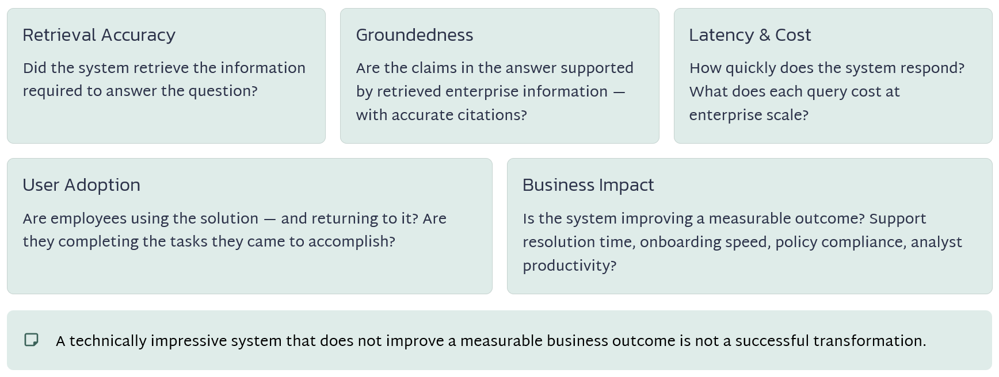 Retrieval Accuracy
Did the system retrieve the information
required to answer the question?
Groundedness
Are the claims in the answer supported
by retrieved enterprise information —
with accurate citations?
Latency & Cost
How quickly does the system respond?
What does each query cost at
enterprise scale?
User Adoption
Are employees using the solution — and returning to it? Are
they completing the tasks they came to accomplish?
Business Impact
Is the system improving a measurable outcome? Support
resolution time, onboarding speed, policy compliance, analyst
productivity?
A technically impressive system that does not improve a measurable business outcome is not a successful transformation.